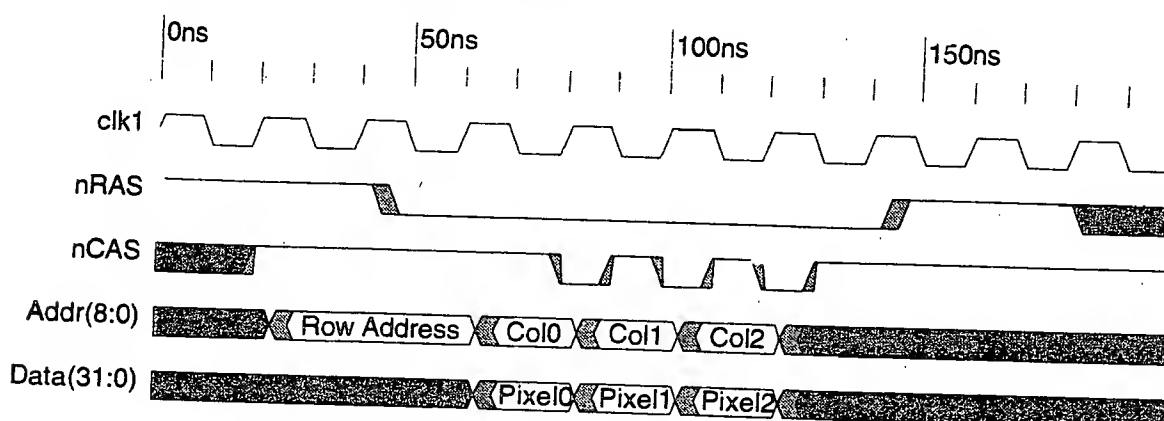 0ns 50ns 100ns 150ns
clk1
nRAS
nCAS
Addr(8:0) Row Address Col0 Col1 Col2
Data(31:0) Pixel0 Pixel1 Pixel2